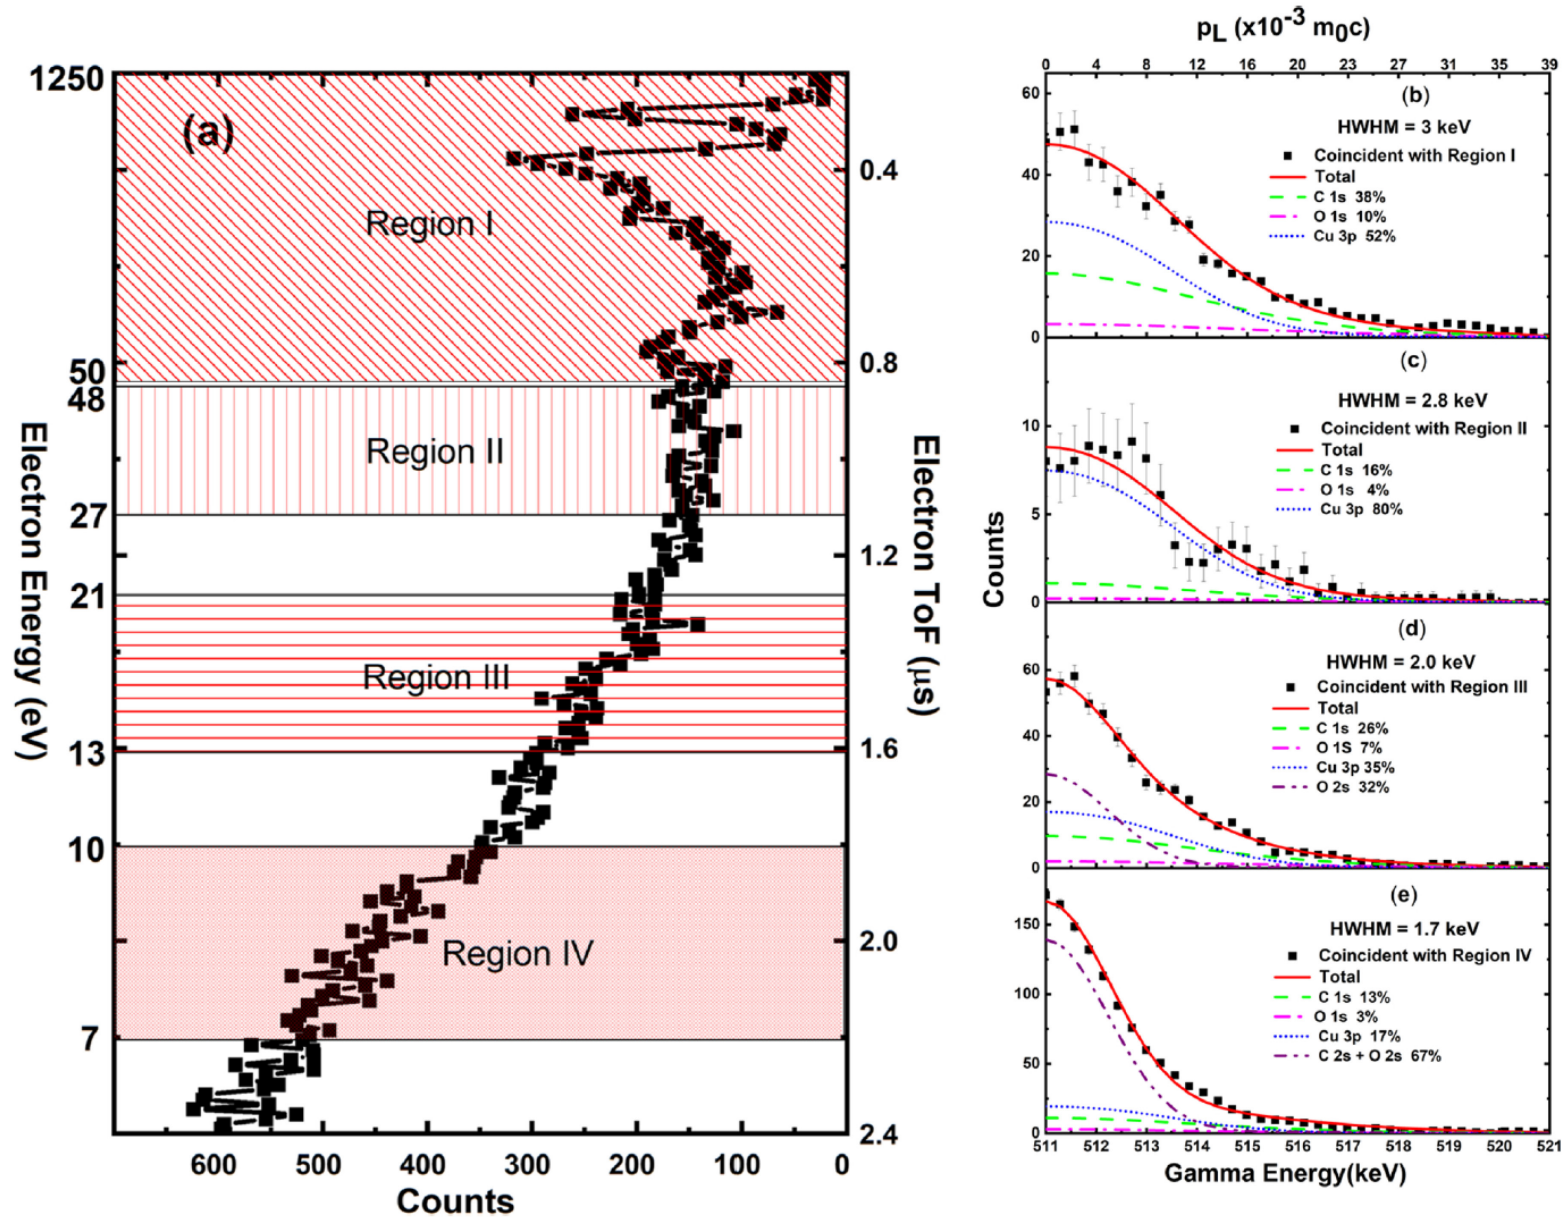 (a)
1250
50
48
27
21
13
10
7
Electron Energy (eV)
Region I
Region II
Region III
Region IV
0.4
0.8
1.2
1.6
2.0
2.4
Electron ToF (μs)
600 500 400 300 200 100 0
Counts
pL (x10-3 m0c)
0 4 8 12 16 20 23 27 31 35 39
(b)
HWHM = 3 keV
Coincident with Region I
Total
C 1s 38%
O 1s 10%
Cu 3p 52%
60
40
20
0
(c)
HWHM = 2.8 keV
Coincident with Region II
Total
C 1s 16%
O 1s 4%
Cu 3p 80%
10
5
0
(d)
HWHM = 2.0 keV
Coincident with Region III
Total
C 1s 26%
O 1S 7%
Cu 3p 35%
O 2s 32%
60
40
20
0
(e)
HWHM = 1.7 keV
Coincident with Region IV
Total
C 1s 13%
O 1s 3%
Cu 3p 17%
C 2s + O 2s 67%
150
100
50
0
Counts
511 512 513 514 515 516 517 518 519 520 521
Gamma Energy(keV)